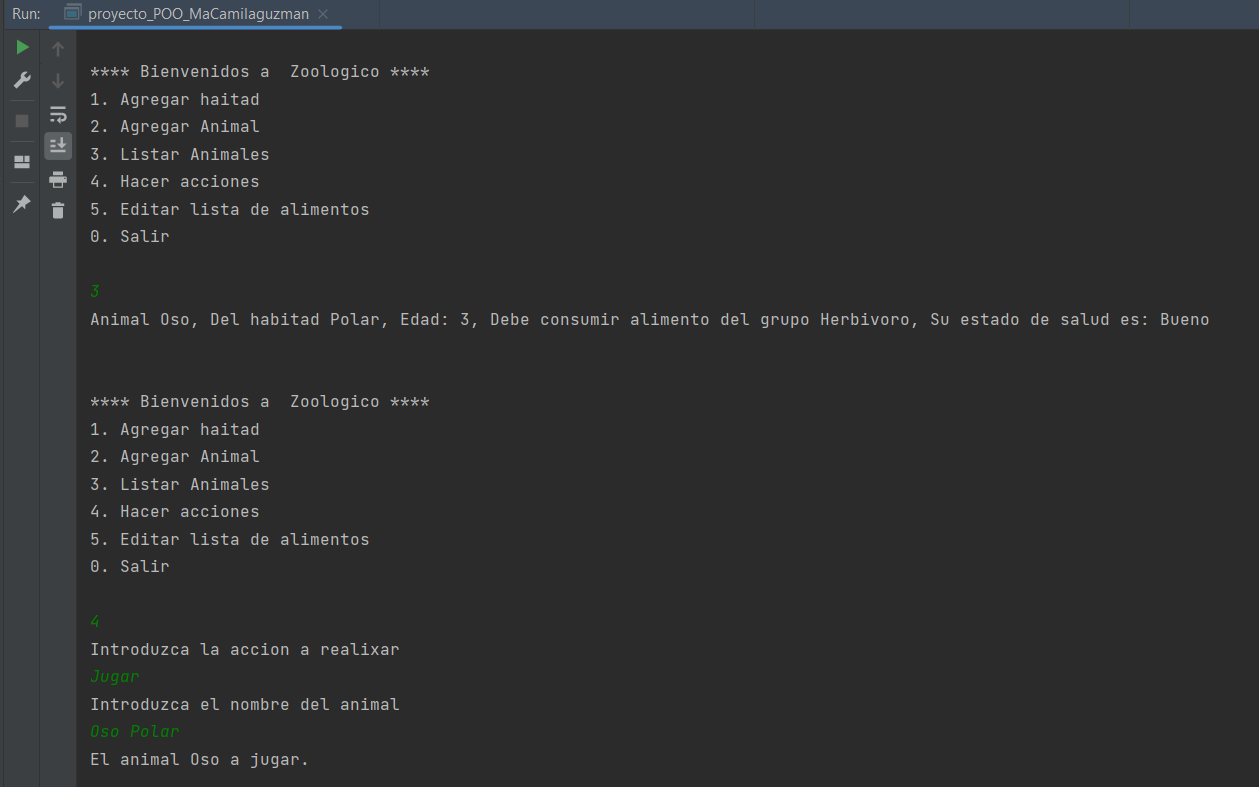 Run: proyecto_POO_MaCamilaguzman
**** Bienvenidos a  Zoologico ****
1. Agregar haitad
2. Agregar Animal
3. Listar Animales
4. Hacer acciones
5. Editar lista de alimentos
0. Salir
3
Animal Oso, Del habitad Polar, Edad: 3, Debe consumir alimento del grupo Herbivoro, Su estado de salud es: Bueno
**** Bienvenidos a  Zoologico ****
1. Agregar haitad
2. Agregar Animal
3. Listar Animales
4. Hacer acciones
5. Editar lista de alimentos
0. Salir
4
Introduzca la accion a realixar
Jugar
Introduzca el nombre del animal
Oso Polar
El animal Oso a jugar.